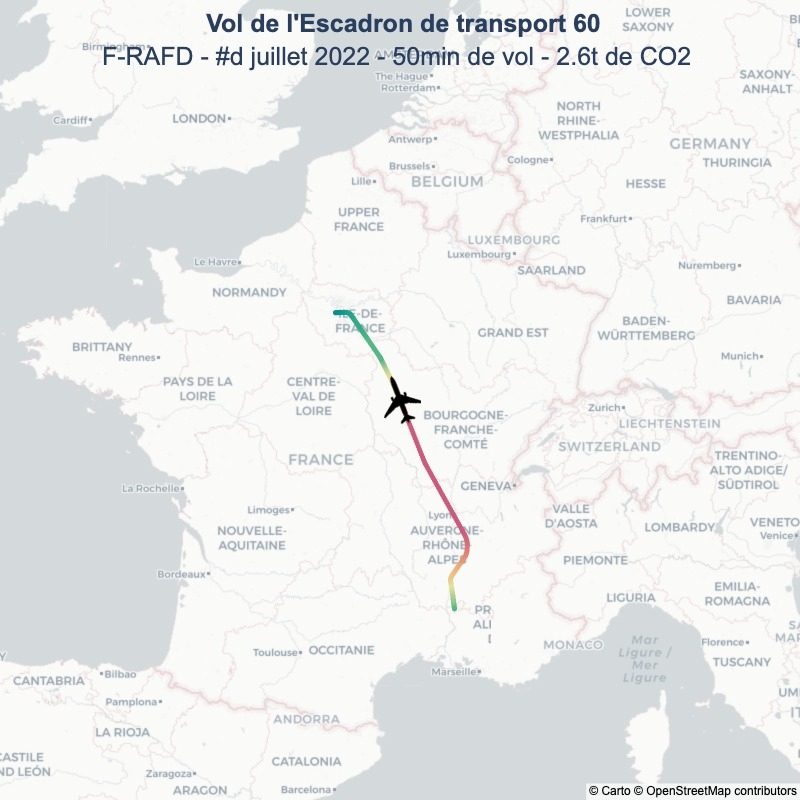 Vol de l'Escadron de transport 60
F-RAFD - #d juillet 2022 - 50min de vol - 2.6t de CO2
LOWER
SAXONY
Birmingham
AMSTERDAM
The Hague
Rotterdam
SAXONY-
ANHALT
NORTH
RHINE-
WESTPHALIA
Cardiff
LONDON
Antwerp
GERMANY
Brussels
Cologne
THURINGIA
Lille
BELGIUM
HESSE
UPPER
FRANCE
Frankfurt
LUXEMBOURG
Luxembourg
Le Havre
SAARLAND
Nuremberg
NORMANDY
BAVARIA
ILE-DE-
FRANCE
GRAND EST
BADEN-
WÜRTTEMBERG
BRITTANY
Rennes
Munich
PAYS DE LA
LOIRE
CENTRE-
VAL DE
LOIRE
BOURGOGNE-
FRANCHE-
COMTÉ
Zurich
LIECHTENSTEIN
SWITZERLAND
FRANCE
TRENTINO-
ALTO ADIGE/
SÜDTIROL
La Rochelle
GENEVA
Limoges
Lyon
VALLE
D'AOSTA
NOUVELLE-
AQUITAINE
AUVERGNE-
RHÔNE-
ALPES
LOMBARDY
VENETO
Venice
Bordeaux
PIEMONTE
EMILIA-
ROMAGNA
LIGURIA
PR
ALI
Toulouse
OCCITANIE
MONACO
Mar
Ligure /
Mer
Ligure
Florence
TUSCANY
Marseille
Bilbao
CANTABRIA
Pamplona
UM
ANDORRA
LA RIOJA
CASTILE
ND LEÓN
Zaragoza
CATALONIA
ARAGON
Barcelona
© Carto © OpenStreetMap contributors